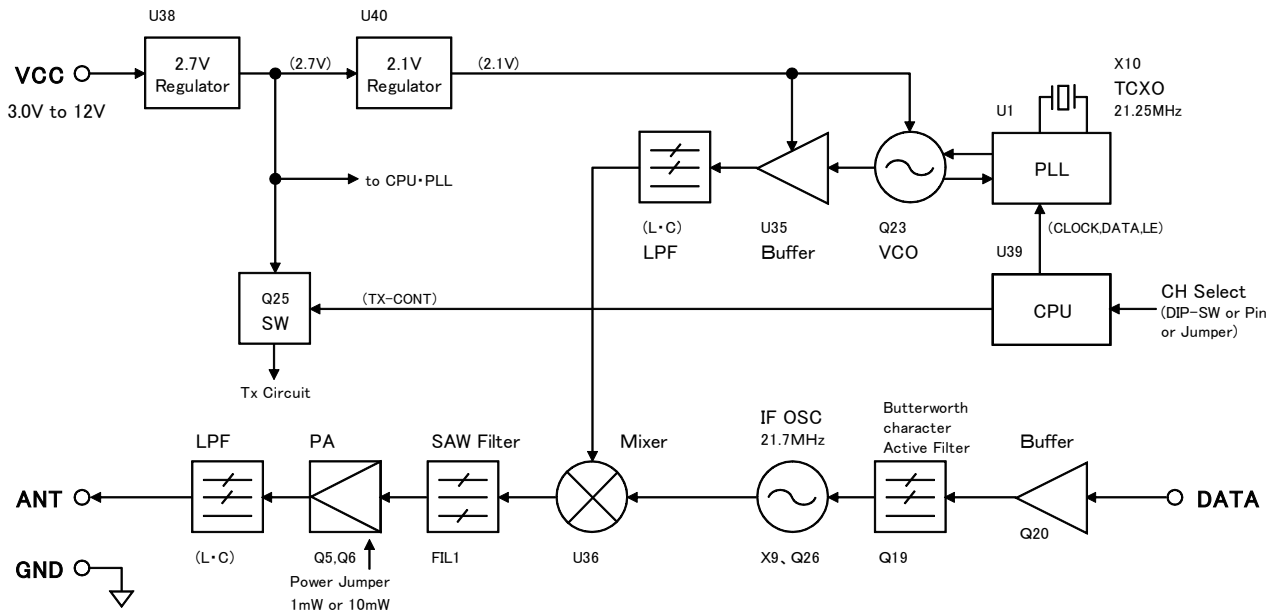 U38
U40
2.7V
Regulator
(2.7V)
2.1V
Regulator
(2.1V)
VCC
3.0V to 12V
X10
TCXO
21.25MHz
U1
PLL
to CPU・PLL
(L・C)
LPF
U35
Buffer
Q23
VCO
(CLOCK,DATA,LE)
U39
CPU
CH Select
(DIP-SW or Pin
or Jumper)
Q25
SW
(TX-CONT)
Tx Circuit
LPF
PA
SAW Filter
Mixer
IF OSC
21.7MHz
Butterworth
character
Active Filter
Buffer
ANT
DATA
(L・C)
Q5,Q6
FIL1
U36
X9、Q26
Q19
Q20
GND
Power Jumper
1mW or 10mW